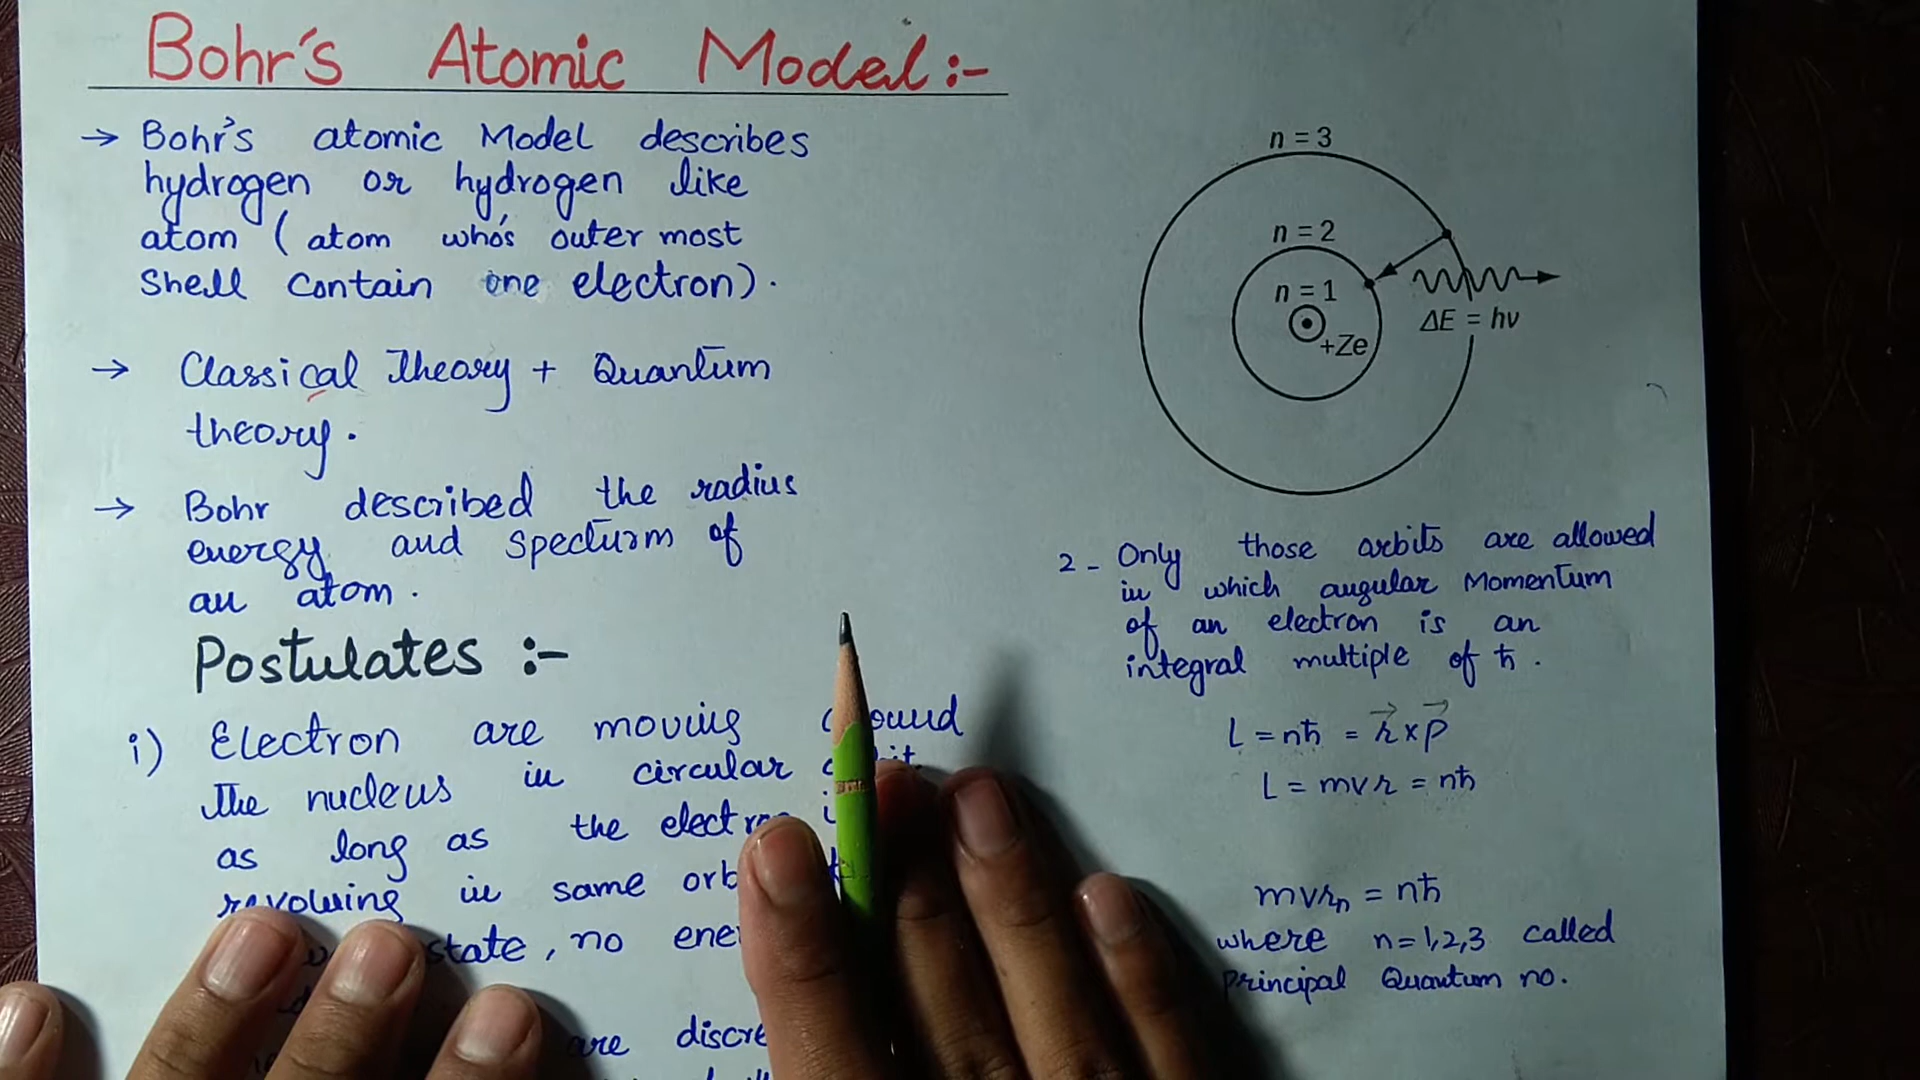 Bohr's Atomic Model :-
→ Bohr's atomic Model describes
hydrogen or hydrogen like
atom ( atom who's outer most
shell contain one electron).
→ Classical Theory + Quantum
theory.
→ Bohr described the radius
energy and specturm of
an atom.
Postulates :-
i) Electron are moving around
the nucleus in circular
as long as the electron
revolving in same
state, no
are
n = 3
n = 2
n = 1
+Ze
ΔE = hν
2 - Only those orbits are allowed
in which angular Momentum
of an electron is an
integral multiple of ħ.
L = nħ = r⃗ x p⃗
L = mvr = nħ
mvrₙ = nħ
where n=1,2,3 called
principal Quantum no.